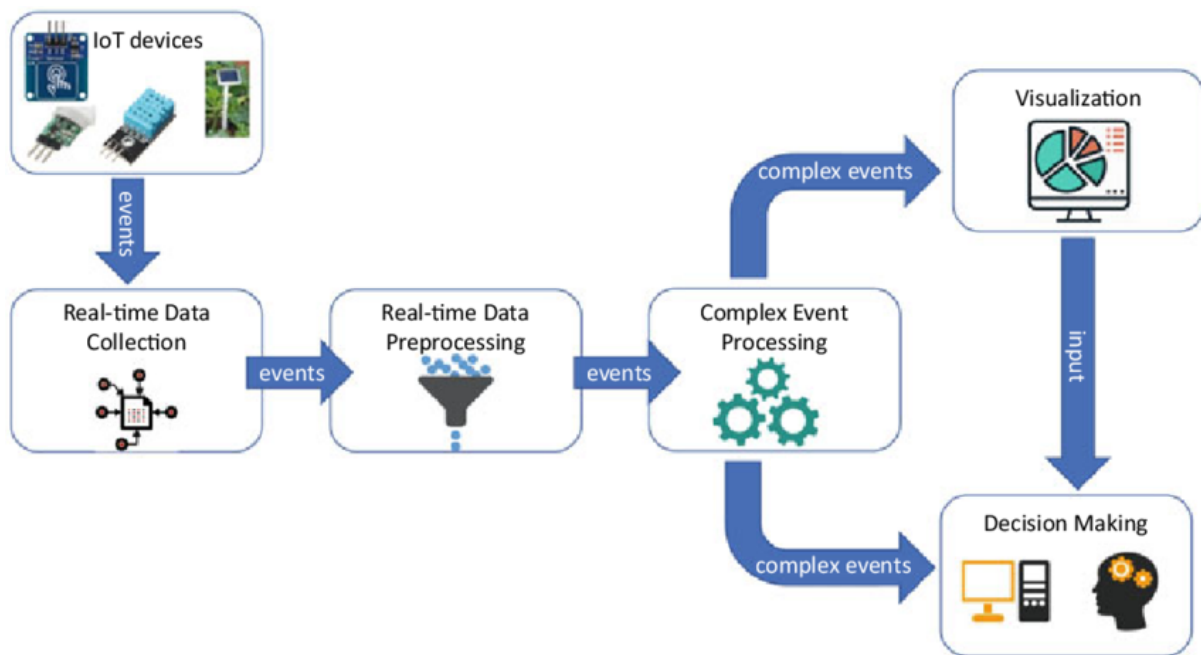 IoT devices
events
Real-time Data
Collection
events
Real-time Data
Preprocessing
events
Complex Event
Processing
complex events
Visualization
input
complex events
Decision Making